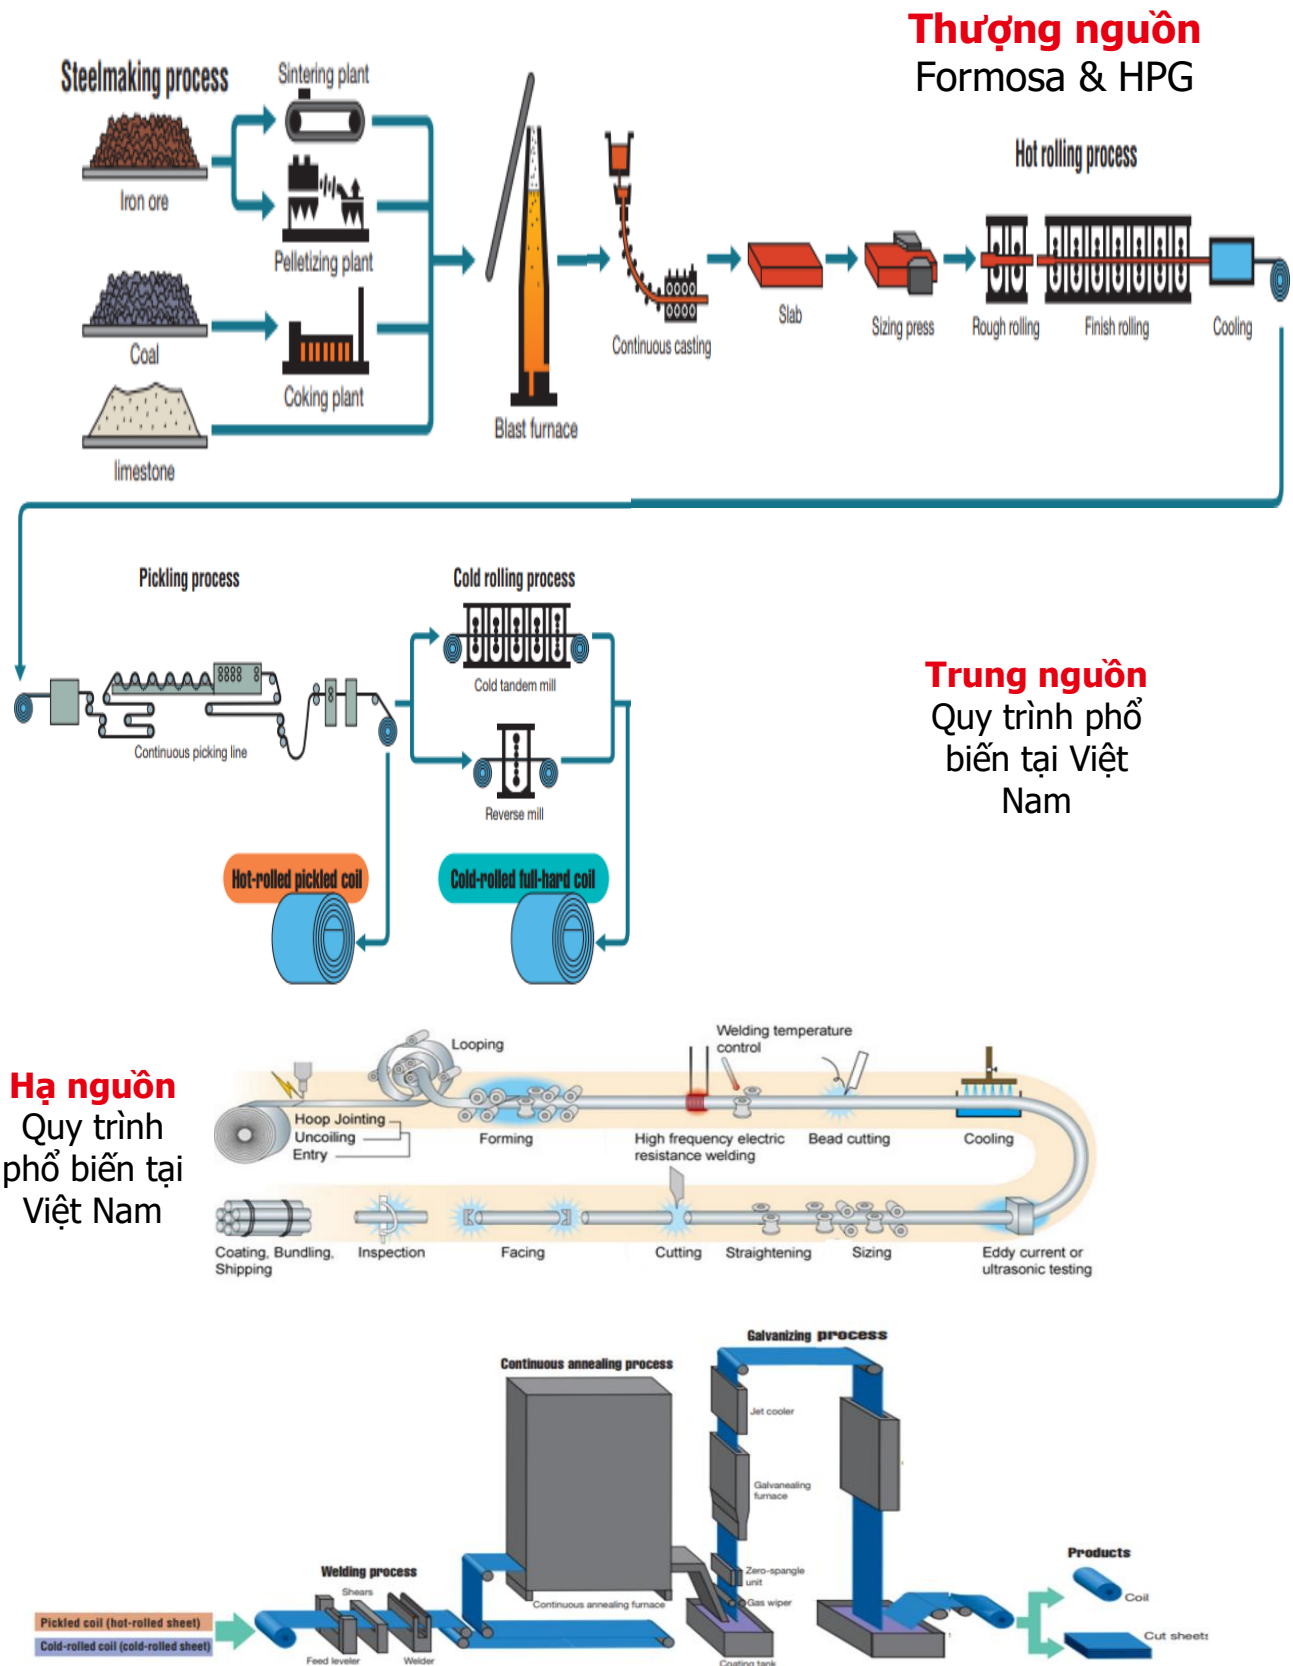 Thượng nguồn
Formosa & HPG
Steelmaking process
Sintering plant
Iron ore
Pelletizing plant
Coal
Coking plant
limestone
Blast furnace
Continuous casting
Slab
Hot rolling process
Sizing press
Rough rolling
Finish rolling
Cooling
Pickling process
Cold rolling process
Continuous picking line
Cold tandem mill
Reverse mill
Hot-rolled pickled coil
Cold-rolled full-hard coil
Trung nguồn
Quy trình phổ
biến tại Việt
Nam
Hạ nguồn
Quy trình
phổ biến tại
Việt Nam
Looping
Hoop Jointing
Uncoiling
Entry
Forming
Welding temperature
control
High frequency electric
resistance welding
Bead cutting
Cooling
Coating, Bundling,
Shipping
Inspection
Facing
Cutting
Straightening
Sizing
Eddy current or
ultrasonic testing
Galvanizing process
Continuous annealing process
Jet cooler
Galvanealing
furnace
Zero-spangle
unit
Gas wiper
Continuous annealing furnace
Coating tank
Welding process
Shears
Feed leveler
Welder
Pickled coil (hot-rolled sheet)
Cold-rolled coil (cold-rolled sheet)
Products
Coil
Cut sheets